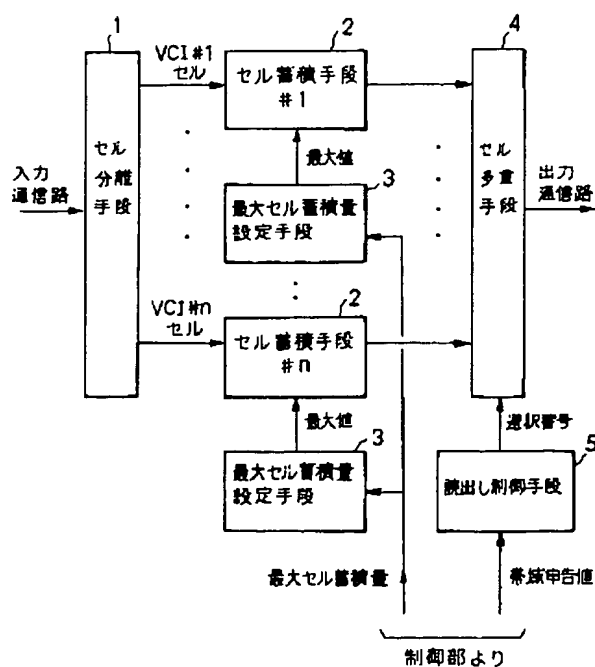 1
2
4
VCI#1
セル
セル蓄積手段
#1
セル
分離
手段
セル
多重
手段
入力
通信路
出力
通信路
最大値
3
最大セル蓄積量
設定手段
VCI#n
セル
2
セル蓄積手段
#n
最大値
選択番号
3
5
最大セル蓄積量
設定手段
読出し制御手段
最大セル蓄積量
帯域申告値
制御部より